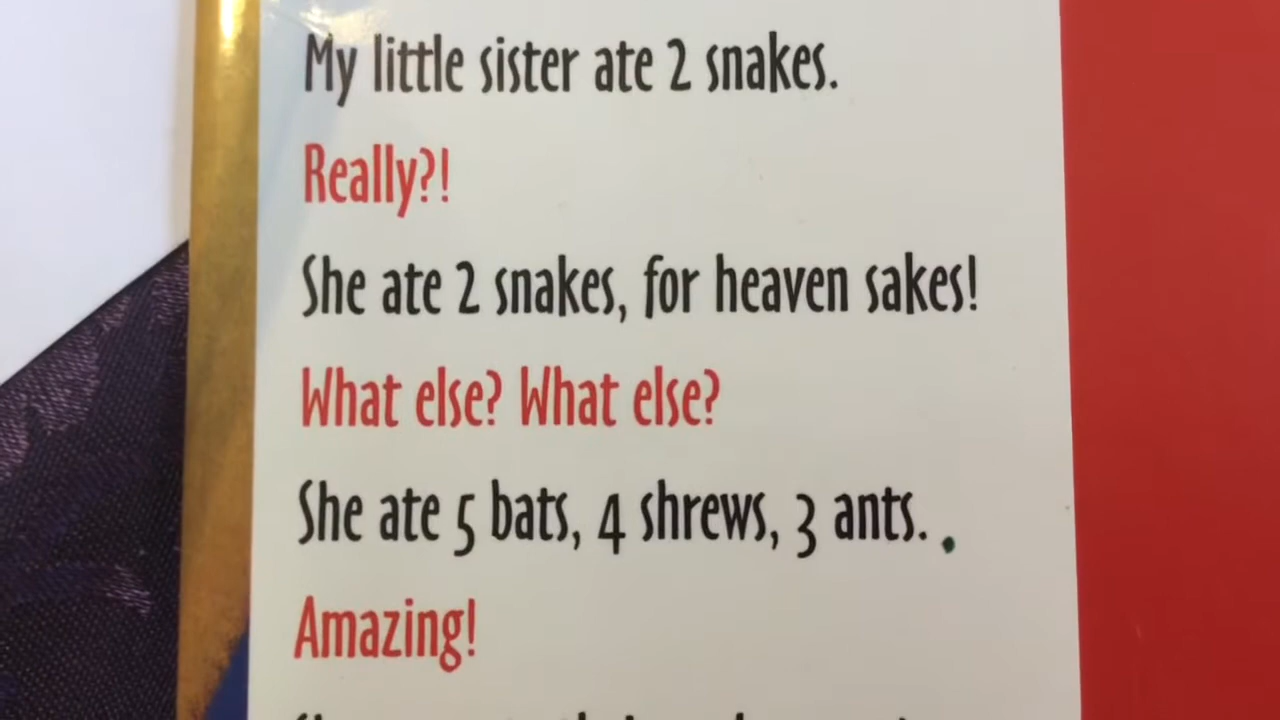 My little sister ate 2 snakes.
Really?!
She ate 2 snakes, for heaven sakes!
What else? What else?
She ate 5 bats, 4 shrews, 3 ants.
Amazing!